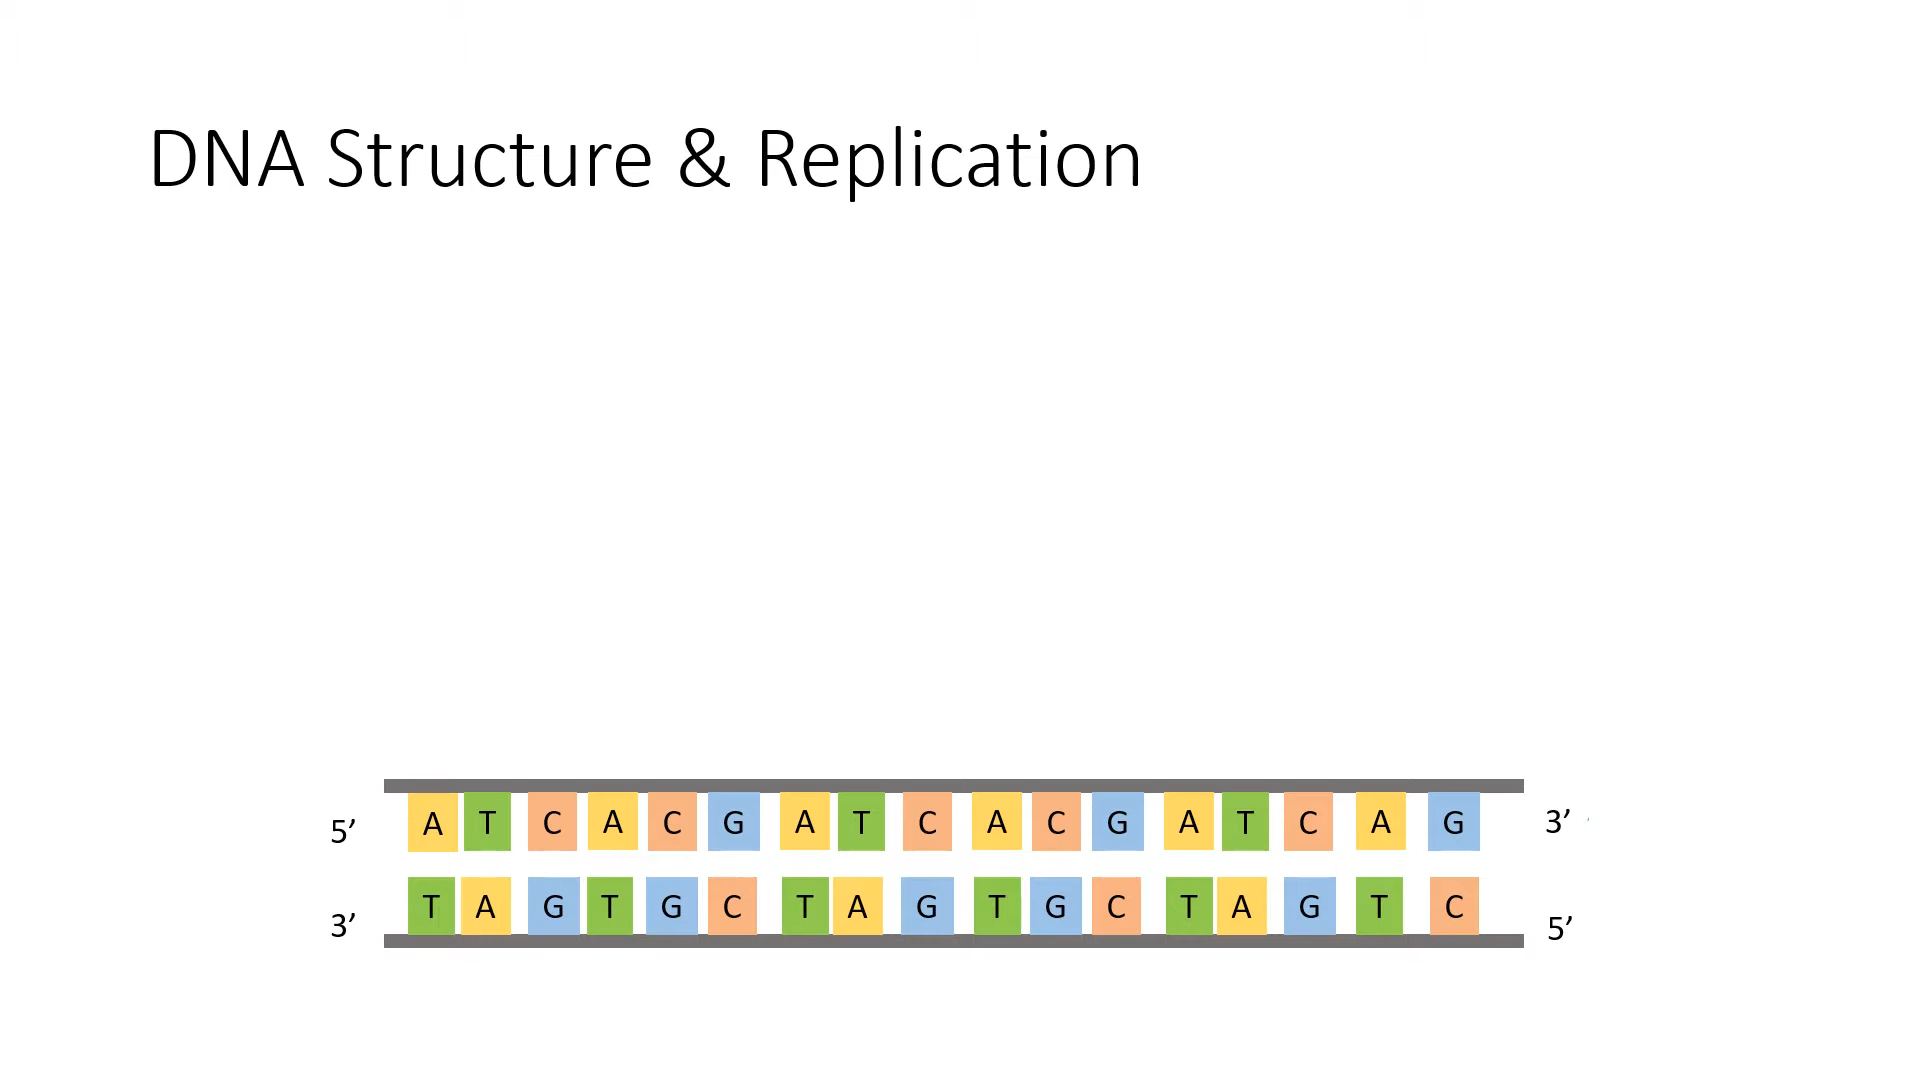 DNA Structure & Replication
5’ A T C A C G A T C A C G A T C A G 3’
3’ T A G T G C T A G T G C T A G T C 5’